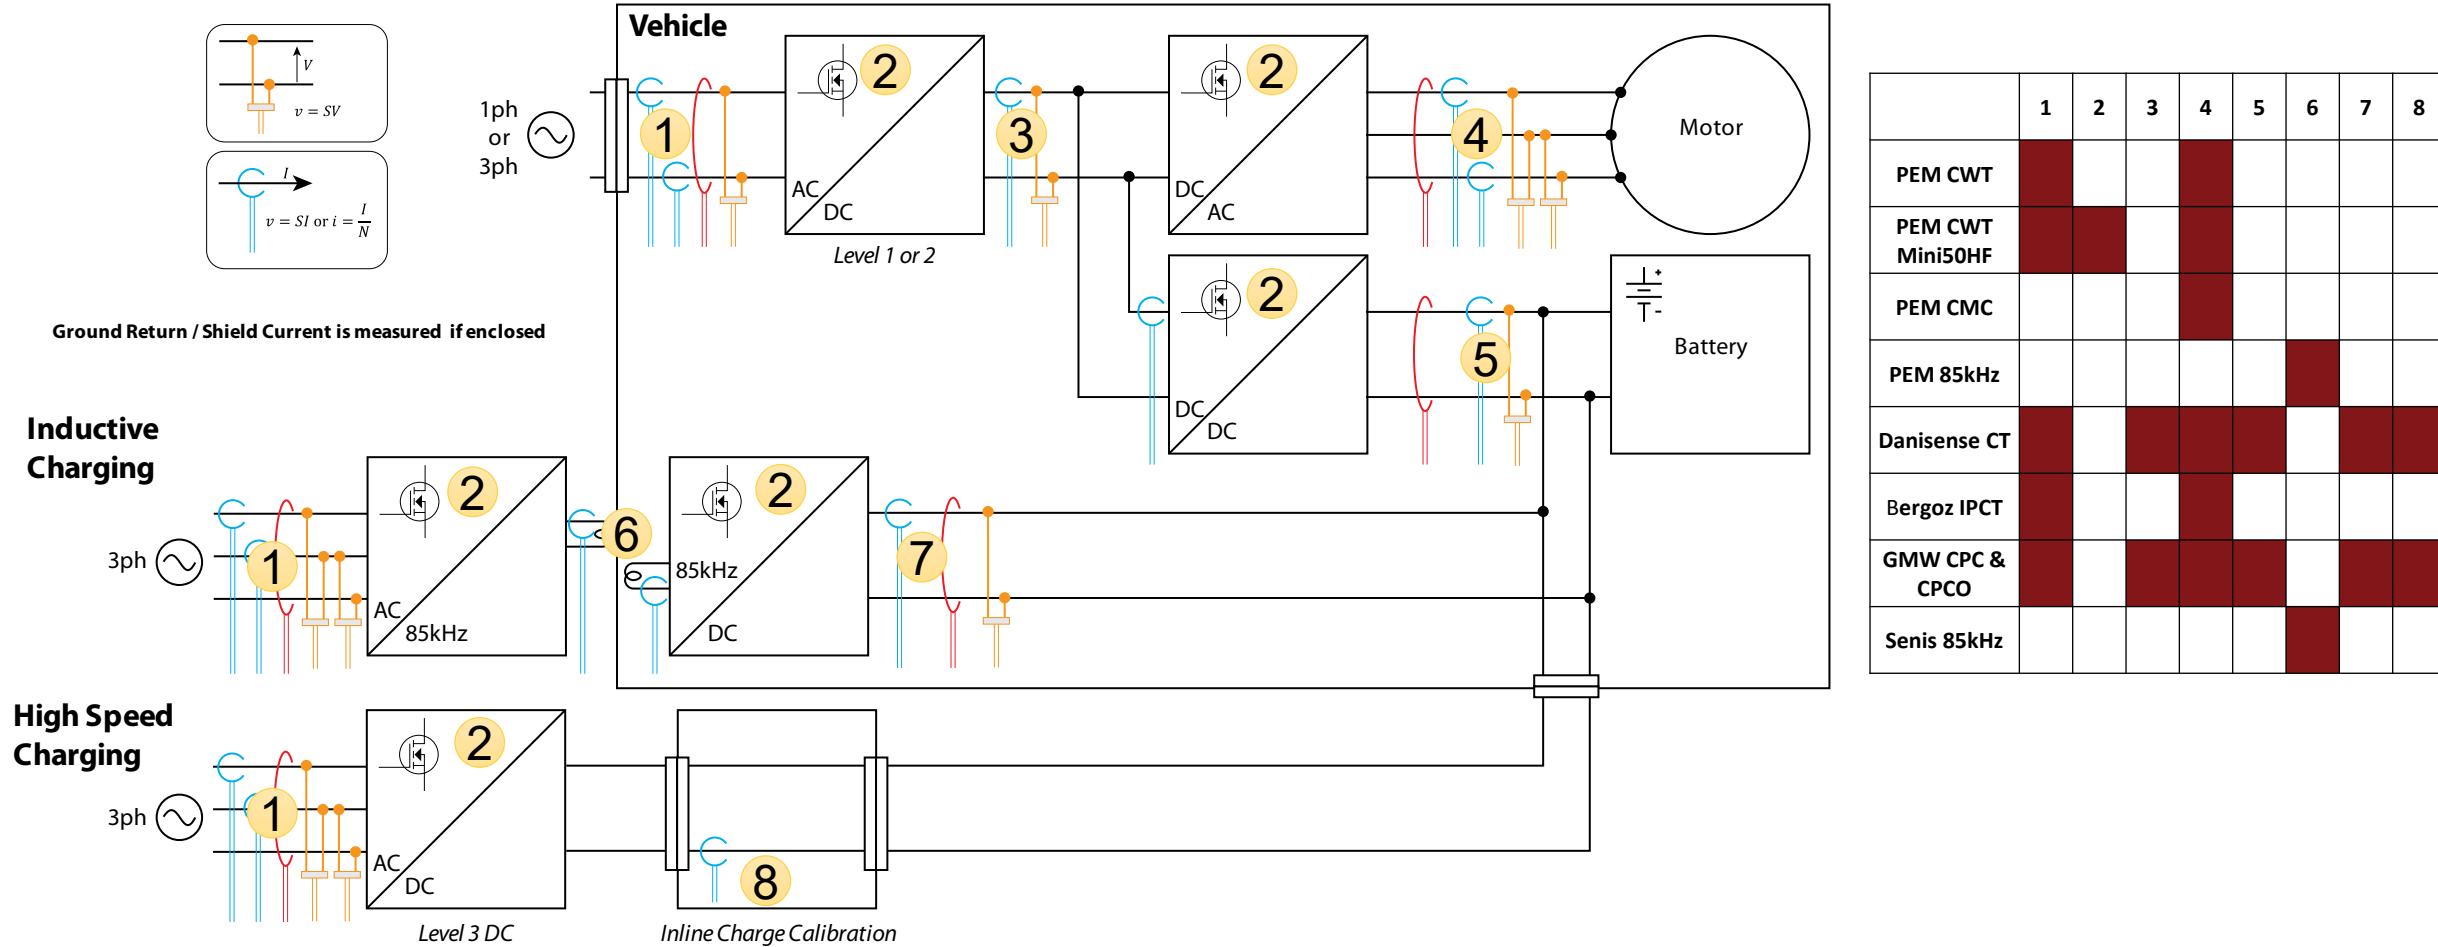 Vehicle
V
v = SV
I
v = SI or i = I/N
Ground Return / Shield Current is measured if enclosed
1ph
or
3ph
1
2
AC
DC
Level 1 or 2
3
2
DC
AC
4
Motor
2
DC
DC
5
+
-
Battery
Inductive
Charging
3ph
1
2
AC
85kHz
6
2
85kHz
DC
7
High Speed
Charging
3ph
1
2
AC
DC
Level 3 DC
8
Inline Charge Calibration
1 2 3 4 5 6 7 8
PEM CWT
PEM CWT
Mini50HF
PEM CMC
PEM 85kHz
Danisense CT
Bergoz IPCT
GMW CPC &
CPCO
Senis 85kHz